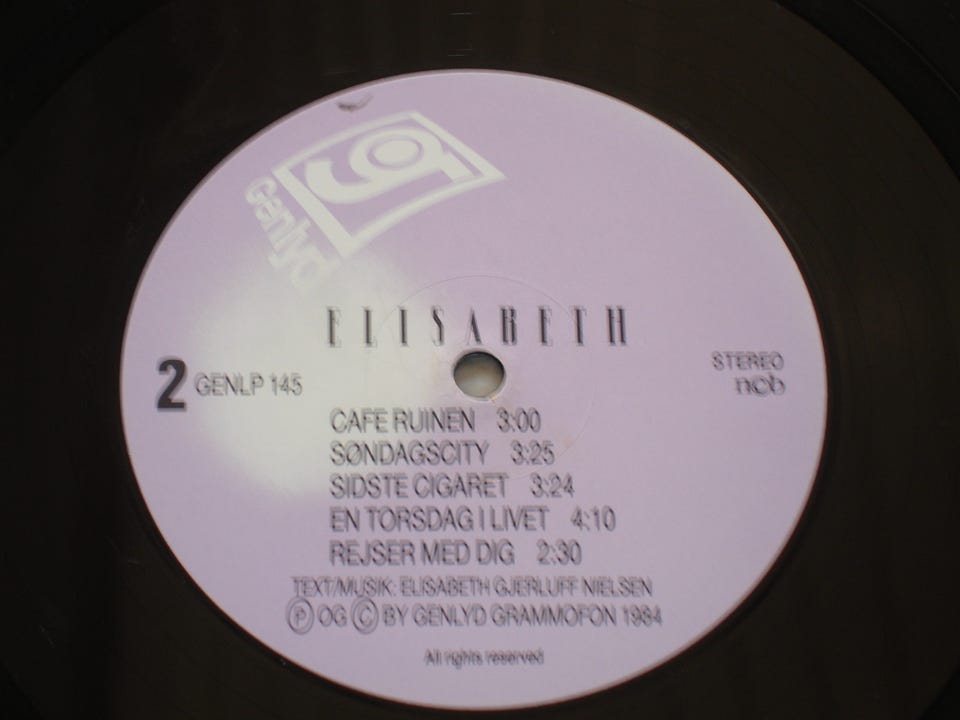 g
Genlyd
ELISABETH
2 GENLP 145
STEREO
ncb
CAFE RUINEN 3:00
SØNDAGSCITY 3:25
SIDSTE CIGARET 3:24
EN TORSDAG I LIVET 4:10
REJSER MED DIG 2:30
TEXT/MUSIK: ELISABETH GJERLUFF NIELSEN
Ⓟ OG Ⓒ BY GENLYD GRAMMOFON 1984
All rights reserved